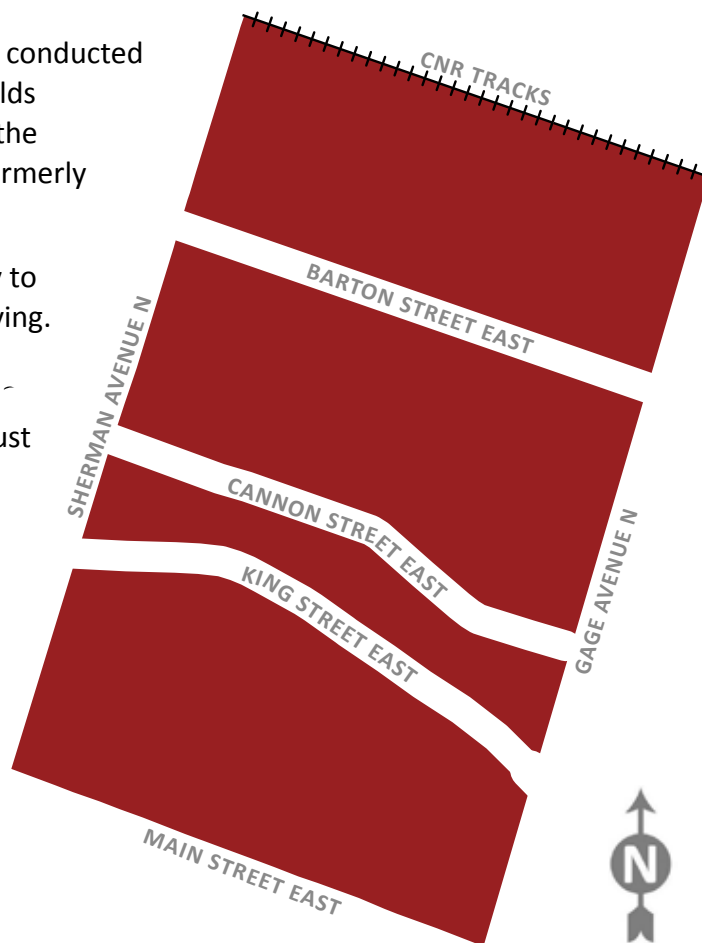 conducted
lds
the
ormerly
to
ving.
ust
CNR TRACKS
BARTON STREET EAST
SHERMAN AVENUE N
CANNON STREET EAST
KING STREET EAST
GAGE AVENUE N
MAIN STREET EAST
N